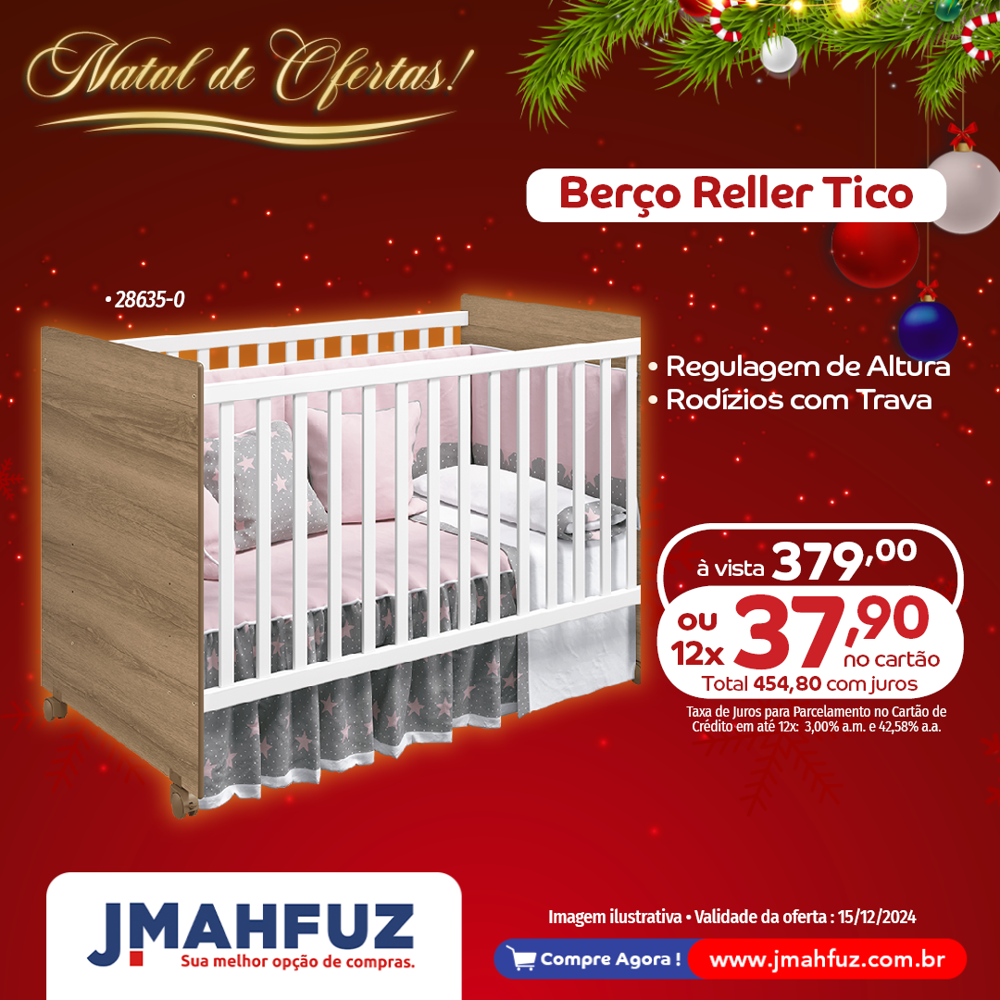 Natal de Ofertas!
Berço Reller Tico
• 28635-0
• Regulagem de Altura
• Rodízios com Trava
à vista 379,00
ou 12x 37,90 no cartão
Total 454,80 com juros
Taxa de Juros para Parcelamento no Cartão de
Crédito em até 12x: 3,00% a.m. e 42,58% a.a.
JMAHFUZ
Sua melhor opção de compras.
Imagem ilustrativa • Validade da oferta : 15/12/2024
Compre Agora !
www.jmahfuz.com.br